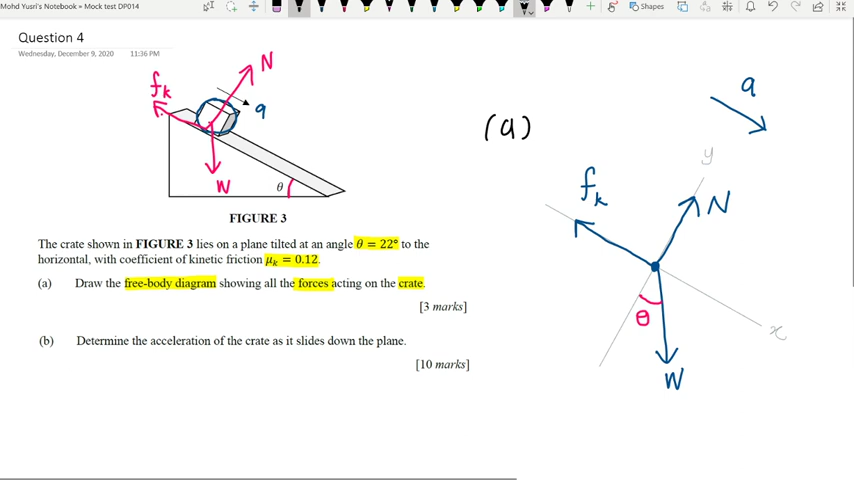 Mohd Yusri's Notebook » Mock test DP014
Shapes
Question 4
Wednesday, December 9, 2020 11:36 PM
fk
N
a
W
θ
FIGURE 3
The crate shown in FIGURE 3 lies on a plane tilted at an angle θ = 22° to the
horizontal, with coefficient of kinetic friction μk = 0.12.
(a) Draw the free-body diagram showing all the forces acting on the crate.
[3 marks]
(b) Determine the acceleration of the crate as it slides down the plane.
[10 marks]
(a)
a
y
fk
N
θ
x
W